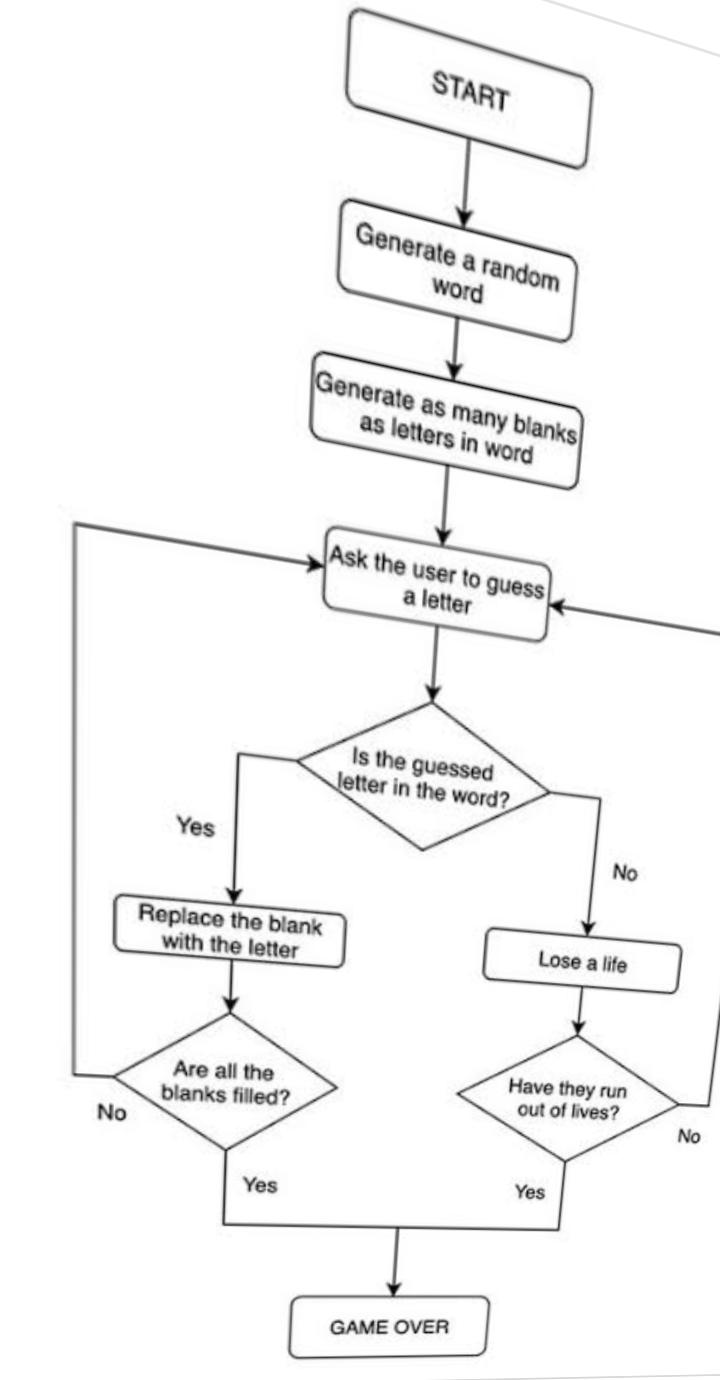 START
Generate a random
word
Generate as many blanks
as letters in word
Ask the user to guess
a letter
Is the guessed
letter in the word?
Yes
No
Replace the blank
with the letter
Lose a life
Are all the
blanks filled?
Have they run
out of lives?
No
No
Yes
Yes
GAME OVER